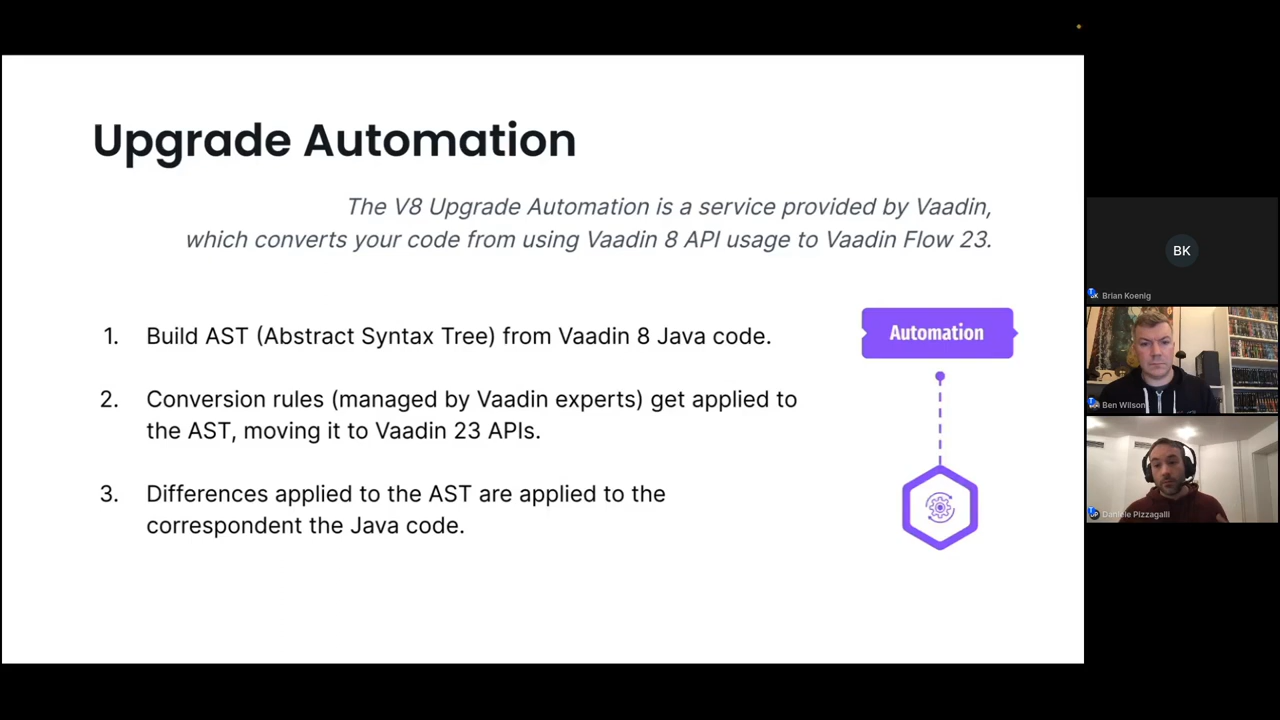 Upgrade Automation
The V8 Upgrade Automation is a service provided by Vaadin,
which converts your code from using Vaadin 8 API usage to Vaadin Flow 23.
1. Build AST (Abstract Syntax Tree) from Vaadin 8 Java code.
2. Conversion rules (managed by Vaadin experts) get applied to
the AST, moving it to Vaadin 23 APIs.
3. Differences applied to the AST are applied to the
correspondent the Java code.
Automation
BK
Brian Koenig
Ben Wilson
Daniele Pizzagalli